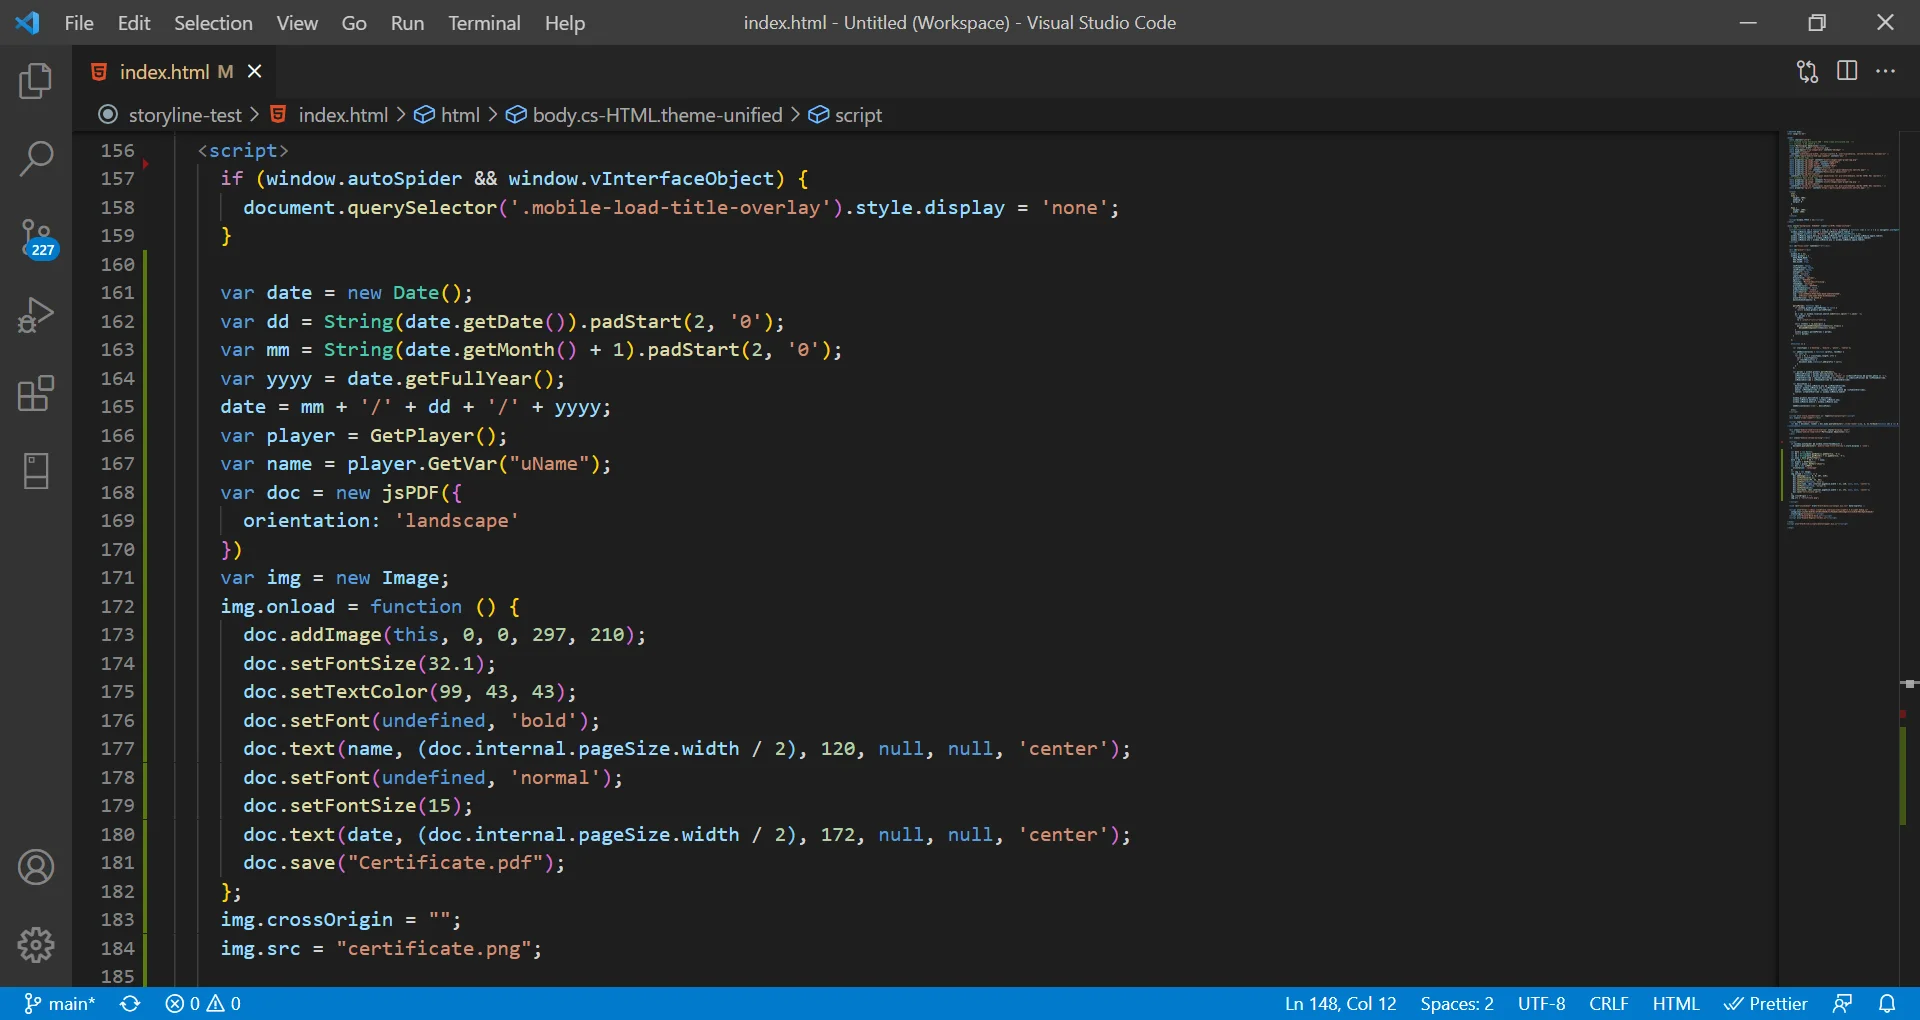 File Edit Selection View Go Run Terminal Help index.html - Untitled (Workspace) - Visual Studio Code
index.html M
storyline-test > index.html > html > body.cs-HTML.theme-unified > script
227
156 <script>
157 if (window.autoSpider && window.vInterfaceObject) {
158 document.querySelector('.mobile-load-title-overlay').style.display = 'none';
159 }
160
161 var date = new Date();
162 var dd = String(date.getDate()).padStart(2, '0');
163 var mm = String(date.getMonth() + 1).padStart(2, '0');
164 var yyyy = date.getFullYear();
165 date = mm + '/' + dd + '/' + yyyy;
166 var player = GetPlayer();
167 var name = player.GetVar("uName");
168 var doc = new jsPDF({
169 orientation: 'landscape'
170 })
171 var img = new Image;
172 img.onload = function () {
173 doc.addImage(this, 0, 0, 297, 210);
174 doc.setFontSize(32.1);
175 doc.setTextColor(99, 43, 43);
176 doc.setFont(undefined, 'bold');
177 doc.text(name, (doc.internal.pageSize.width / 2), 120, null, null, 'center');
178 doc.setFont(undefined, 'normal');
179 doc.setFontSize(15);
180 doc.text(date, (doc.internal.pageSize.width / 2), 172, null, null, 'center');
181 doc.save("Certificate.pdf");
182 };
183 img.crossOrigin = "";
184 img.src = "certificate.png";
185
main* 0 0 Ln 148, Col 12 Spaces: 2 UTF-8 CRLF HTML Prettier